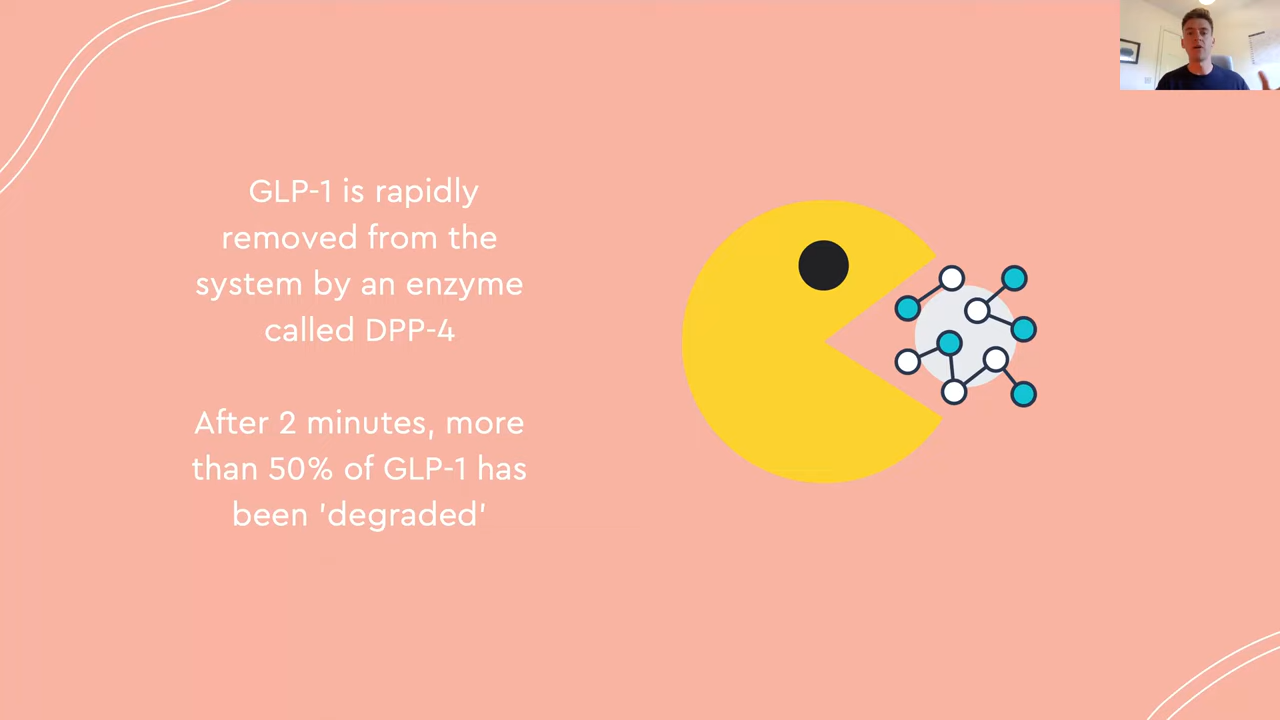 GLP-1 is rapidly
removed from the
system by an enzyme
called DPP-4
After 2 minutes, more
than 50% of GLP-1 has
been 'degraded'